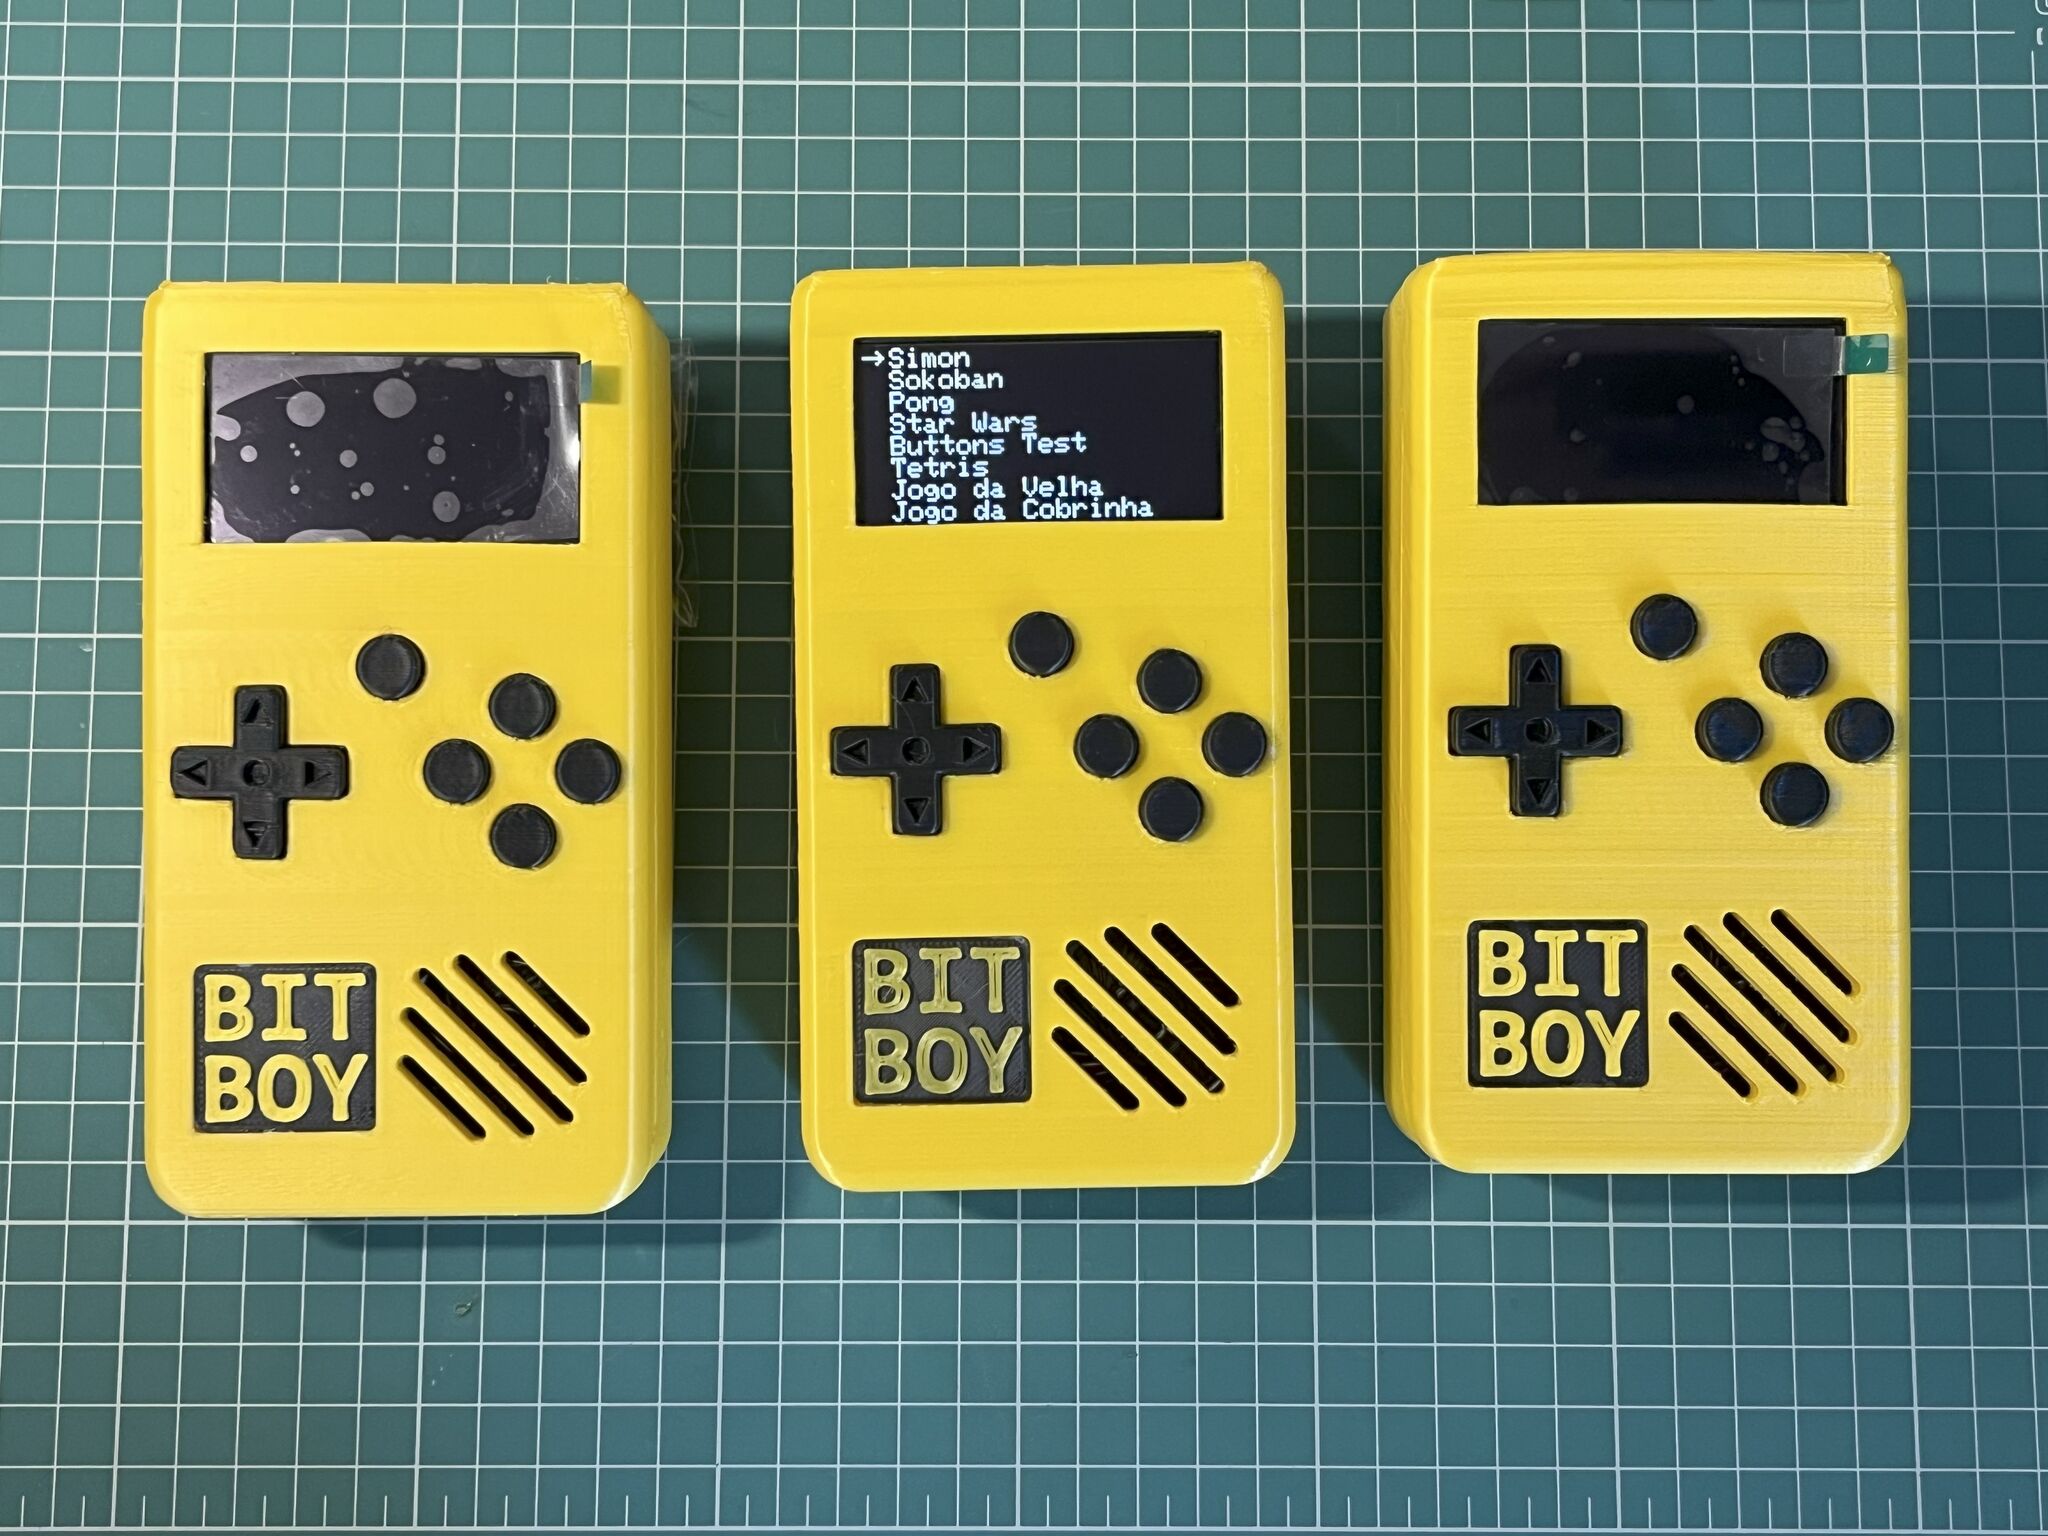 →Simon
Sokoban
Pong
Star Wars
Buttons Test
Tetris
Jogo da Velha
Jogo da Cobrinha
BIT
BOY
BIT
BOY
BIT
BOY